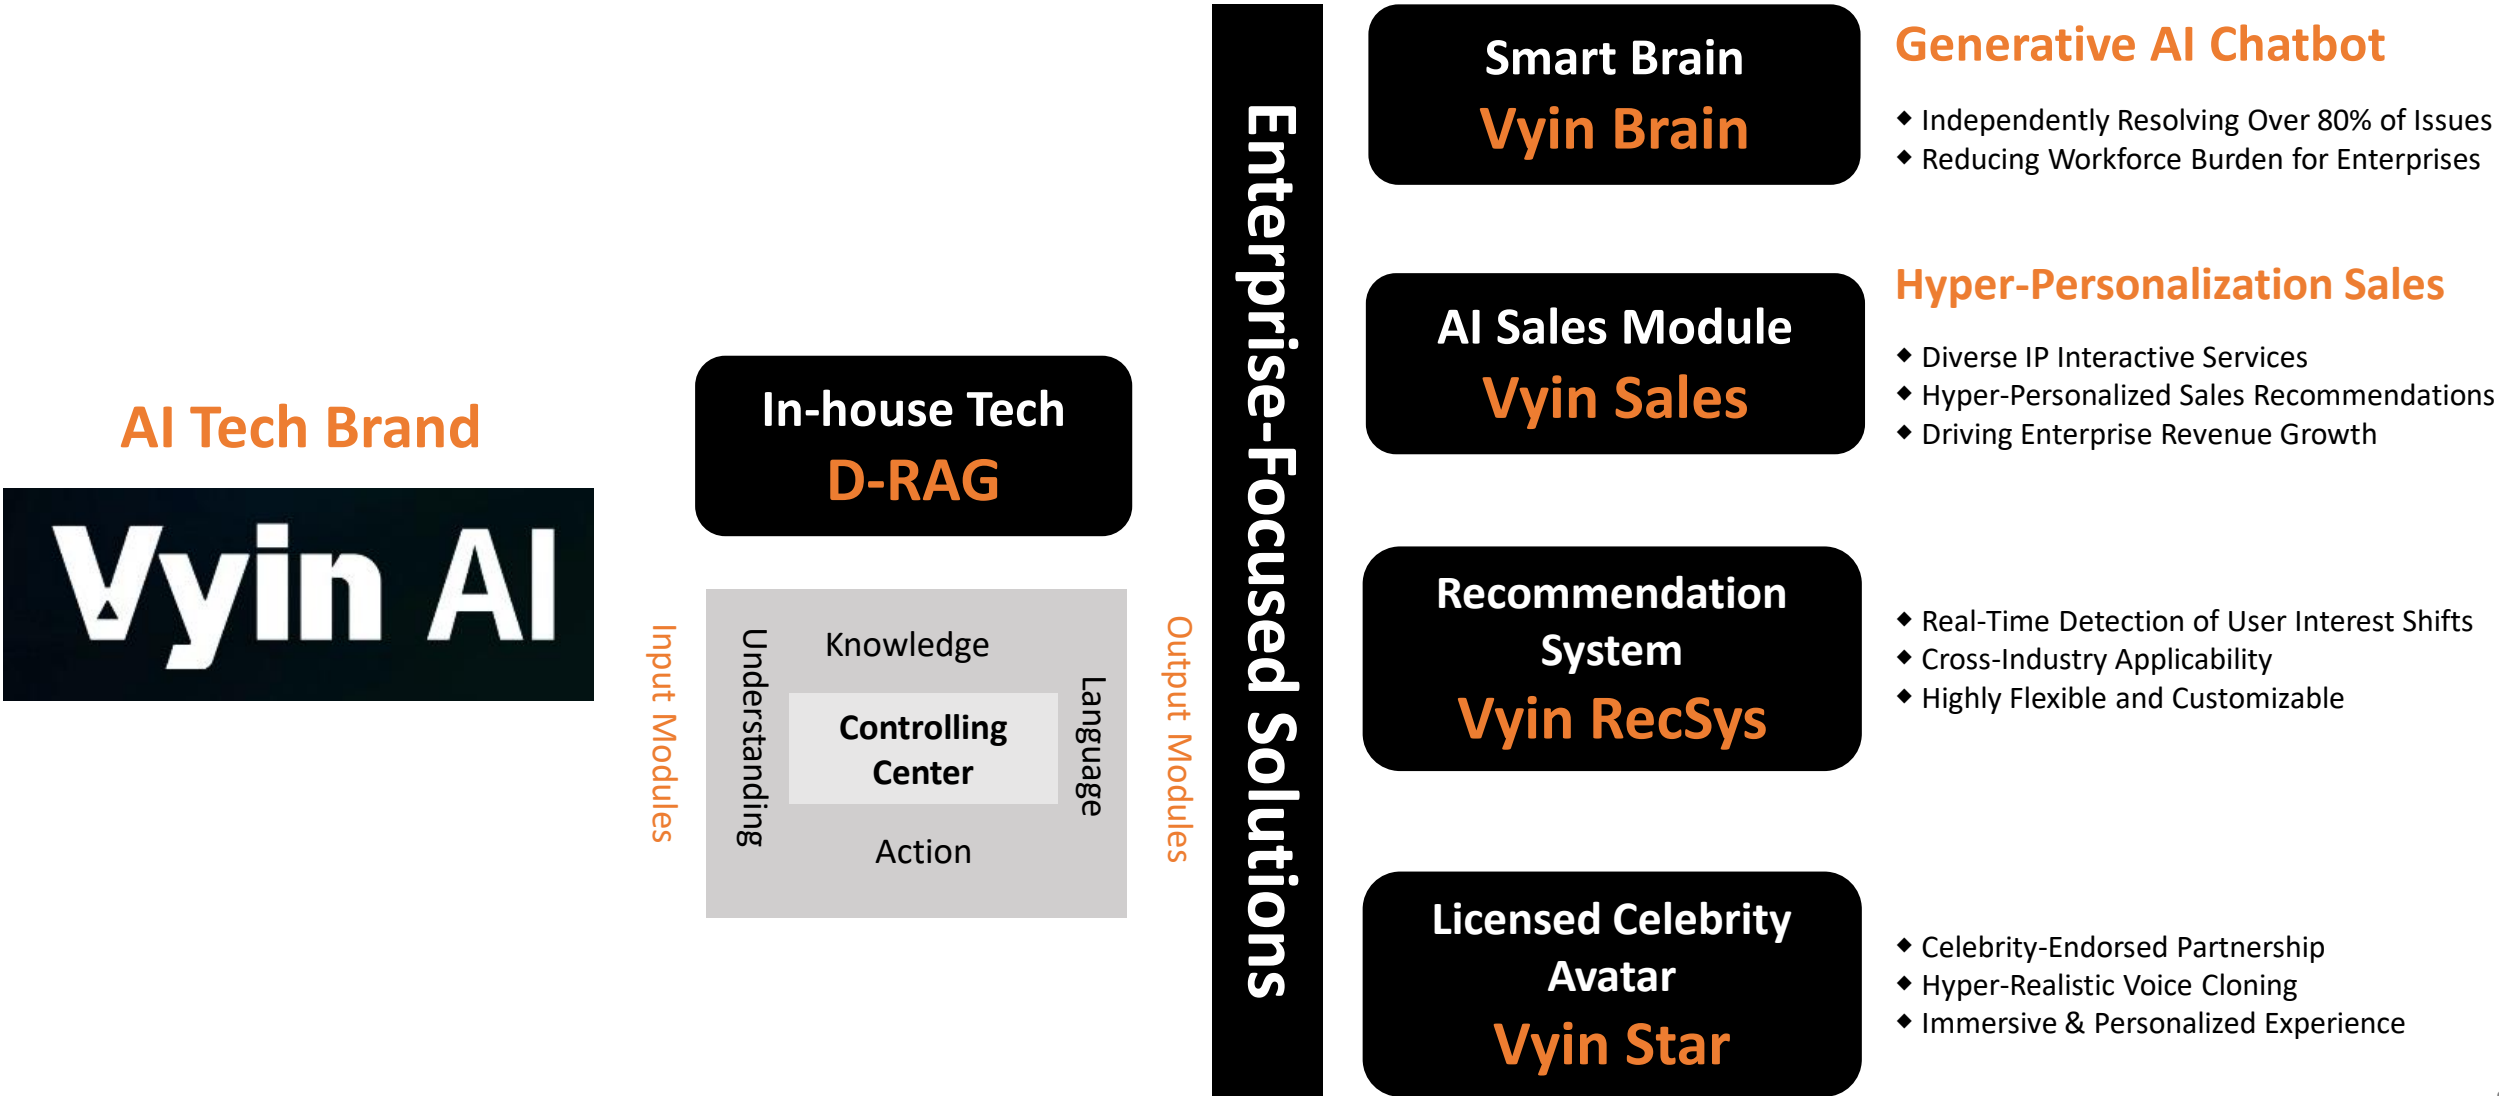 AI Tech Brand
Vyin AI
In-house Tech
D-RAG
Input Modules
Understanding
Knowledge
Controlling
Center
Action
Language
Output Modules
Enterprise-Focused Solutions
Smart Brain
Vyin Brain
Generative AI Chatbot
◆ Independently Resolving Over 80% of Issues
◆ Reducing Workforce Burden for Enterprises
AI Sales Module
Vyin Sales
Hyper-Personalization Sales
◆ Diverse IP Interactive Services
◆ Hyper-Personalized Sales Recommendations
◆ Driving Enterprise Revenue Growth
Recommendation
System
Vyin RecSys
◆ Real-Time Detection of User Interest Shifts
◆ Cross-Industry Applicability
◆ Highly Flexible and Customizable
Licensed Celebrity
Avatar
Vyin Star
◆ Celebrity-Endorsed Partnership
◆ Hyper-Realistic Voice Cloning
◆ Immersive & Personalized Experience